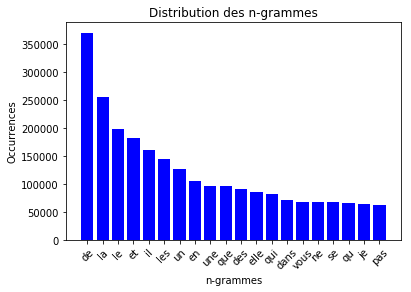 Distribution des n-grammes
Occurrences
350000
300000
250000
200000
150000
100000
50000
0
de la le et il les un en une que des elle qui dans vous ne se qu je pas
n-grammes